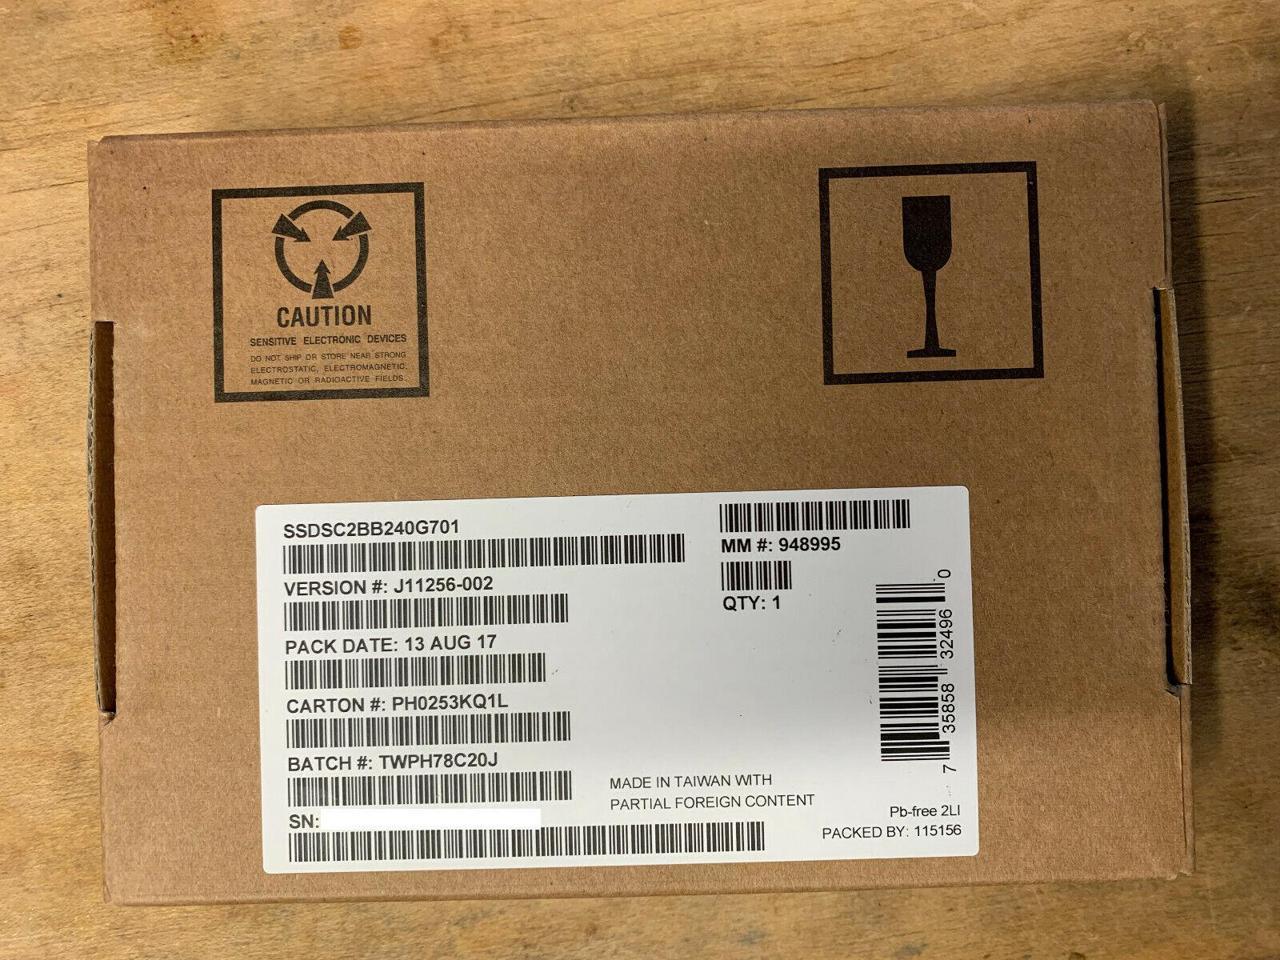 CAUTION
SENSITIVE ELECTRONIC DEVICES
DO NOT SHIP OR STORE NEAR STRONG
ELECTROSTATIC, ELECTROMAGNETIC,
MAGNETIC OR RADIOACTIVE FIELDS.
SSDSC2BB240G701
VERSION #: J11256-002
PACK DATE: 13 AUG 17
CARTON #: PH0253KQ1L
BATCH #: TWPH78C20J
SN:
MM #: 948995
QTY: 1
7 35858 32496 0
MADE IN TAIWAN WITH
PARTIAL FOREIGN CONTENT
Pb-free 2LI
PACKED BY: 115156